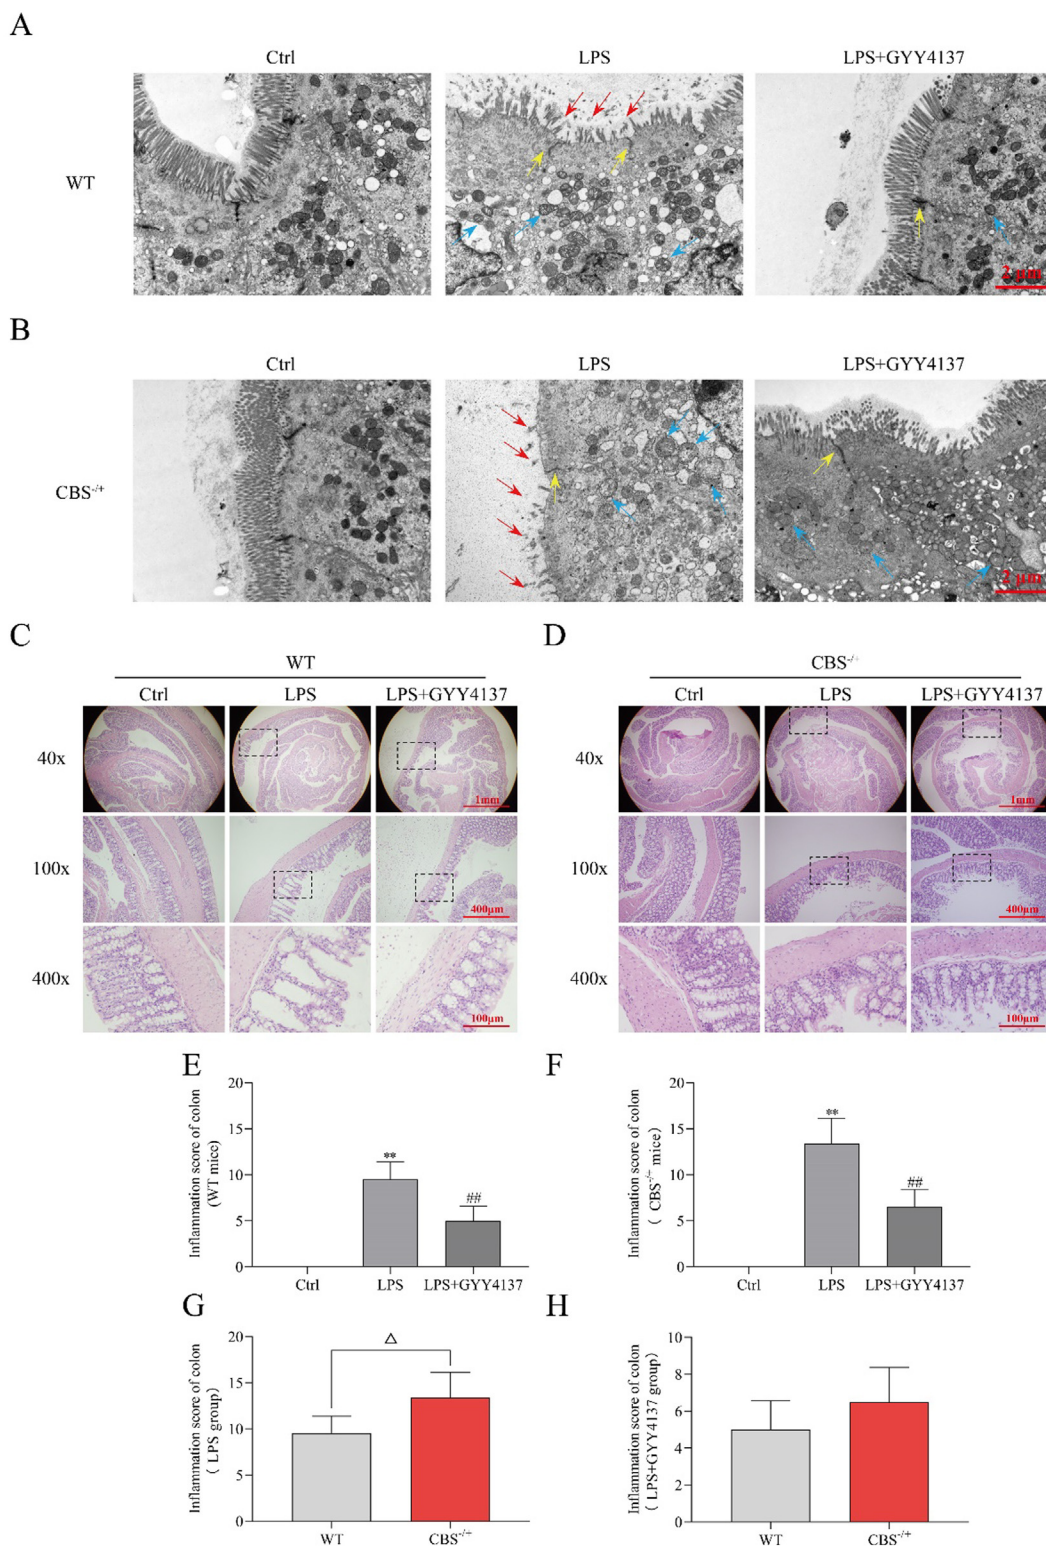 A
Ctrl LPS LPS+GYY4137
WT
2 μm
B
Ctrl LPS LPS+GYY4137
CBS-/+
2 μm
C
WT
Ctrl LPS LPS+GYY4137
40x
1mm
100x
400μm
400x
100μm
D
CBS-/+
Ctrl LPS LPS+GYY4137
40x
1mm
100x
400μm
400x
100μm
E
Inflammation score of colon
(WT mice)
20
15
10
5
0
**
##
Ctrl LPS LPS+GYY4137
F
Inflammation score of colon
( CBS-/+ mice)
20
15
10
5
0
**
##
Ctrl LPS LPS+GYY4137
G
Inflammation score of colon
( LPS group)
20
15
10
5
0
△
WT CBS-/+
H
Inflammation score of colon
( LPS+GYY4137 group)
10
8
6
4
2
0
WT CBS-/+